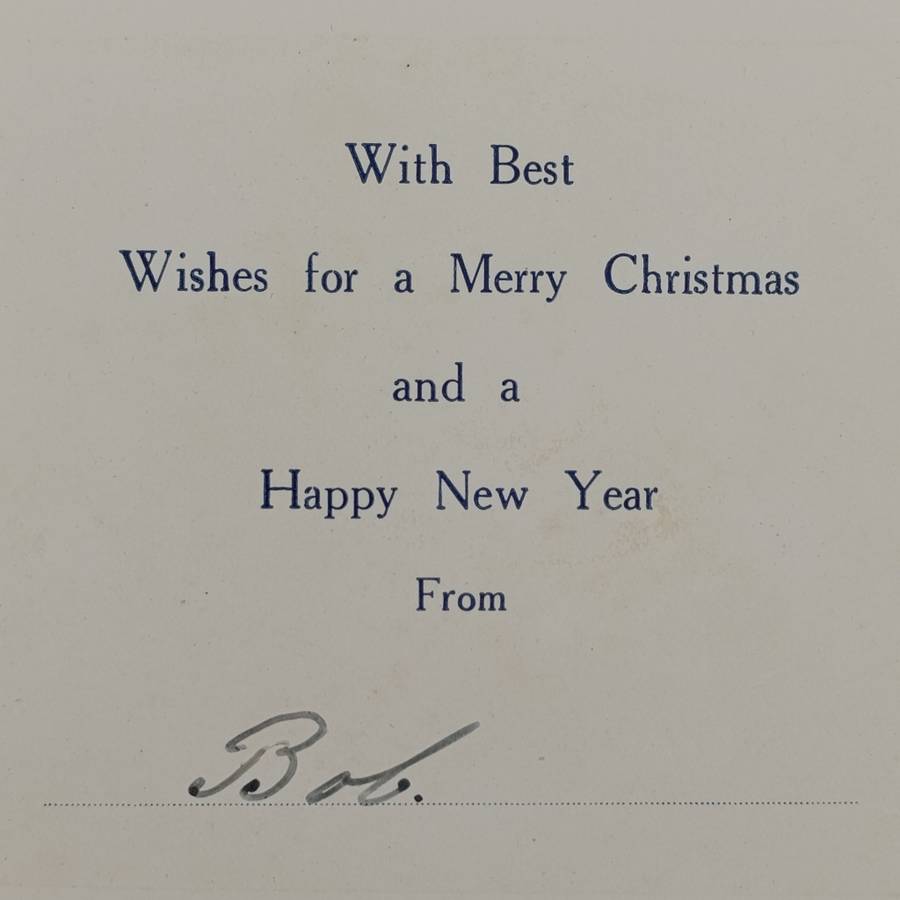 With Best
Wishes for a Merry Christmas
and a
Happy New Year
From
Bob.